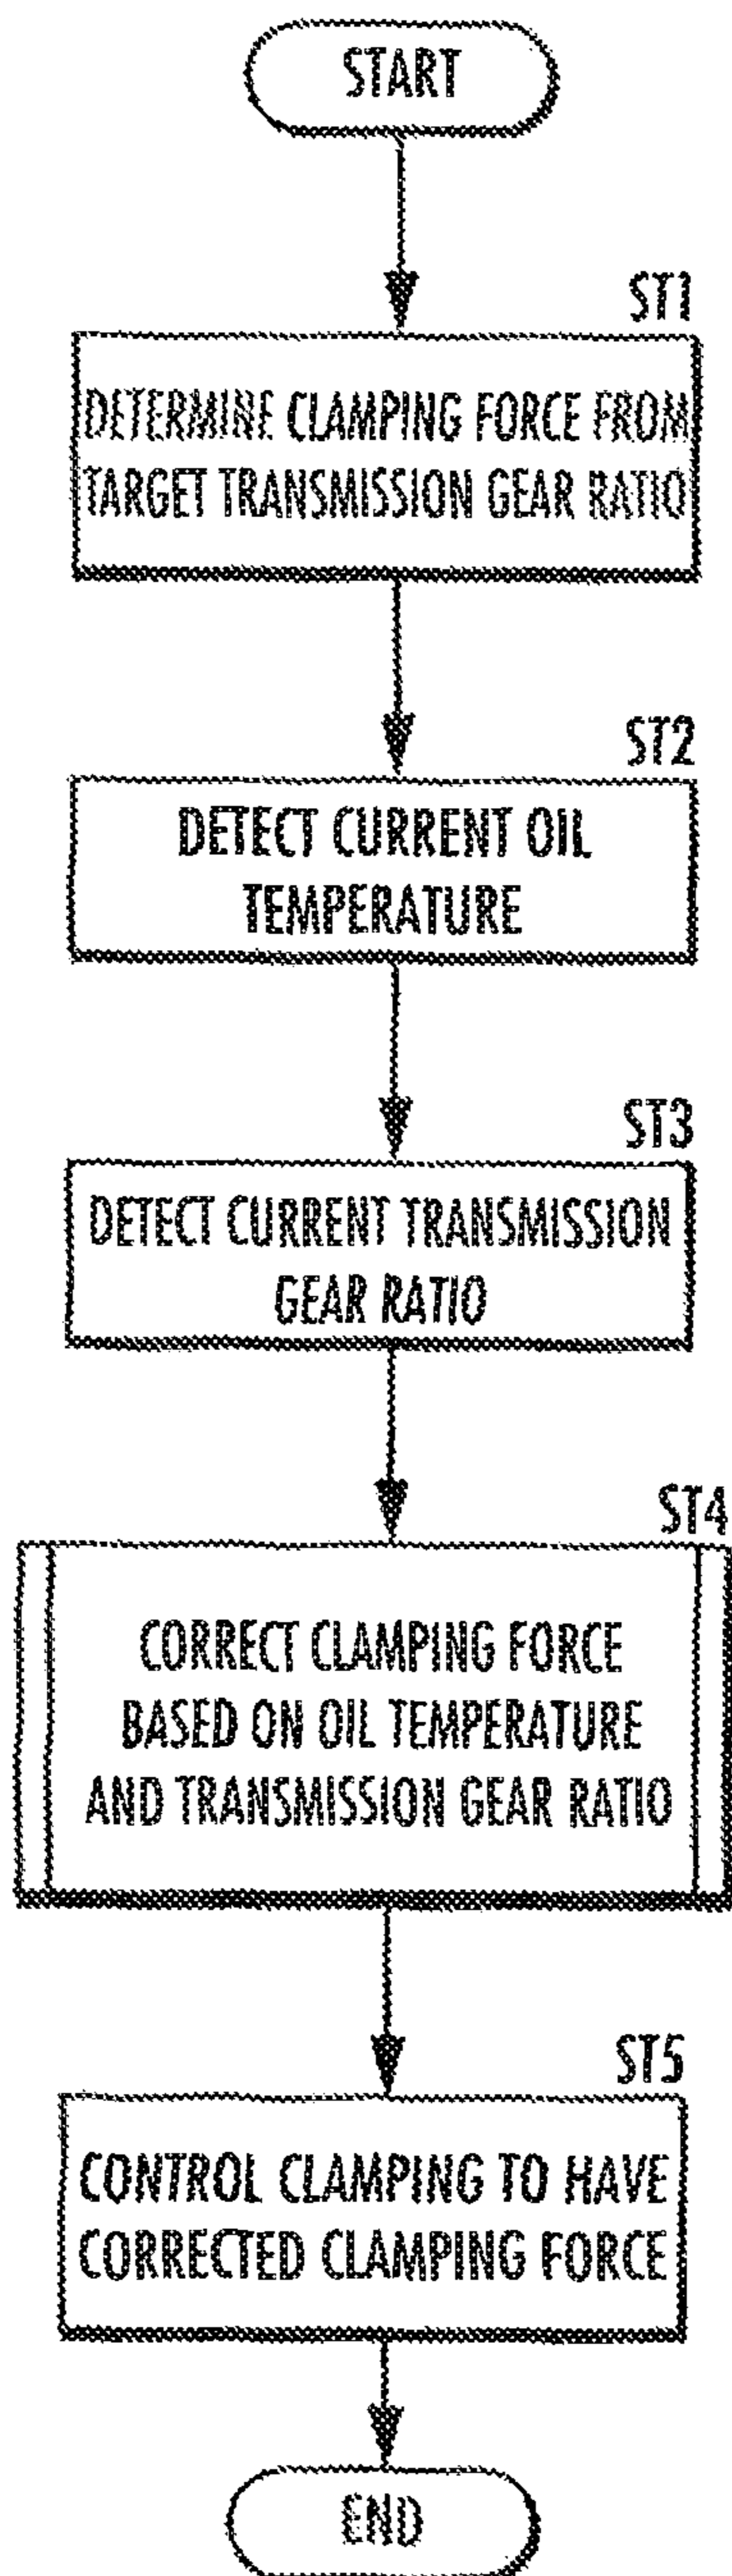 START
ST1
DETERMINE CLAMPING FORCE FROM
TARGET TRANSMISSION GEAR RATIO
ST2
DETECT CURRENT OIL
TEMPERATURE
ST3
DETECT CURRENT TRANSMISSION
GEAR RATIO
ST4
CORRECT CLAMPING FORCE
BASED ON OIL TEMPERATURE
AND TRANSMISSION GEAR RATIO
ST5
CONTROL CLAMPING TO HAVE
CORRECTED CLAMPING FORCE
END